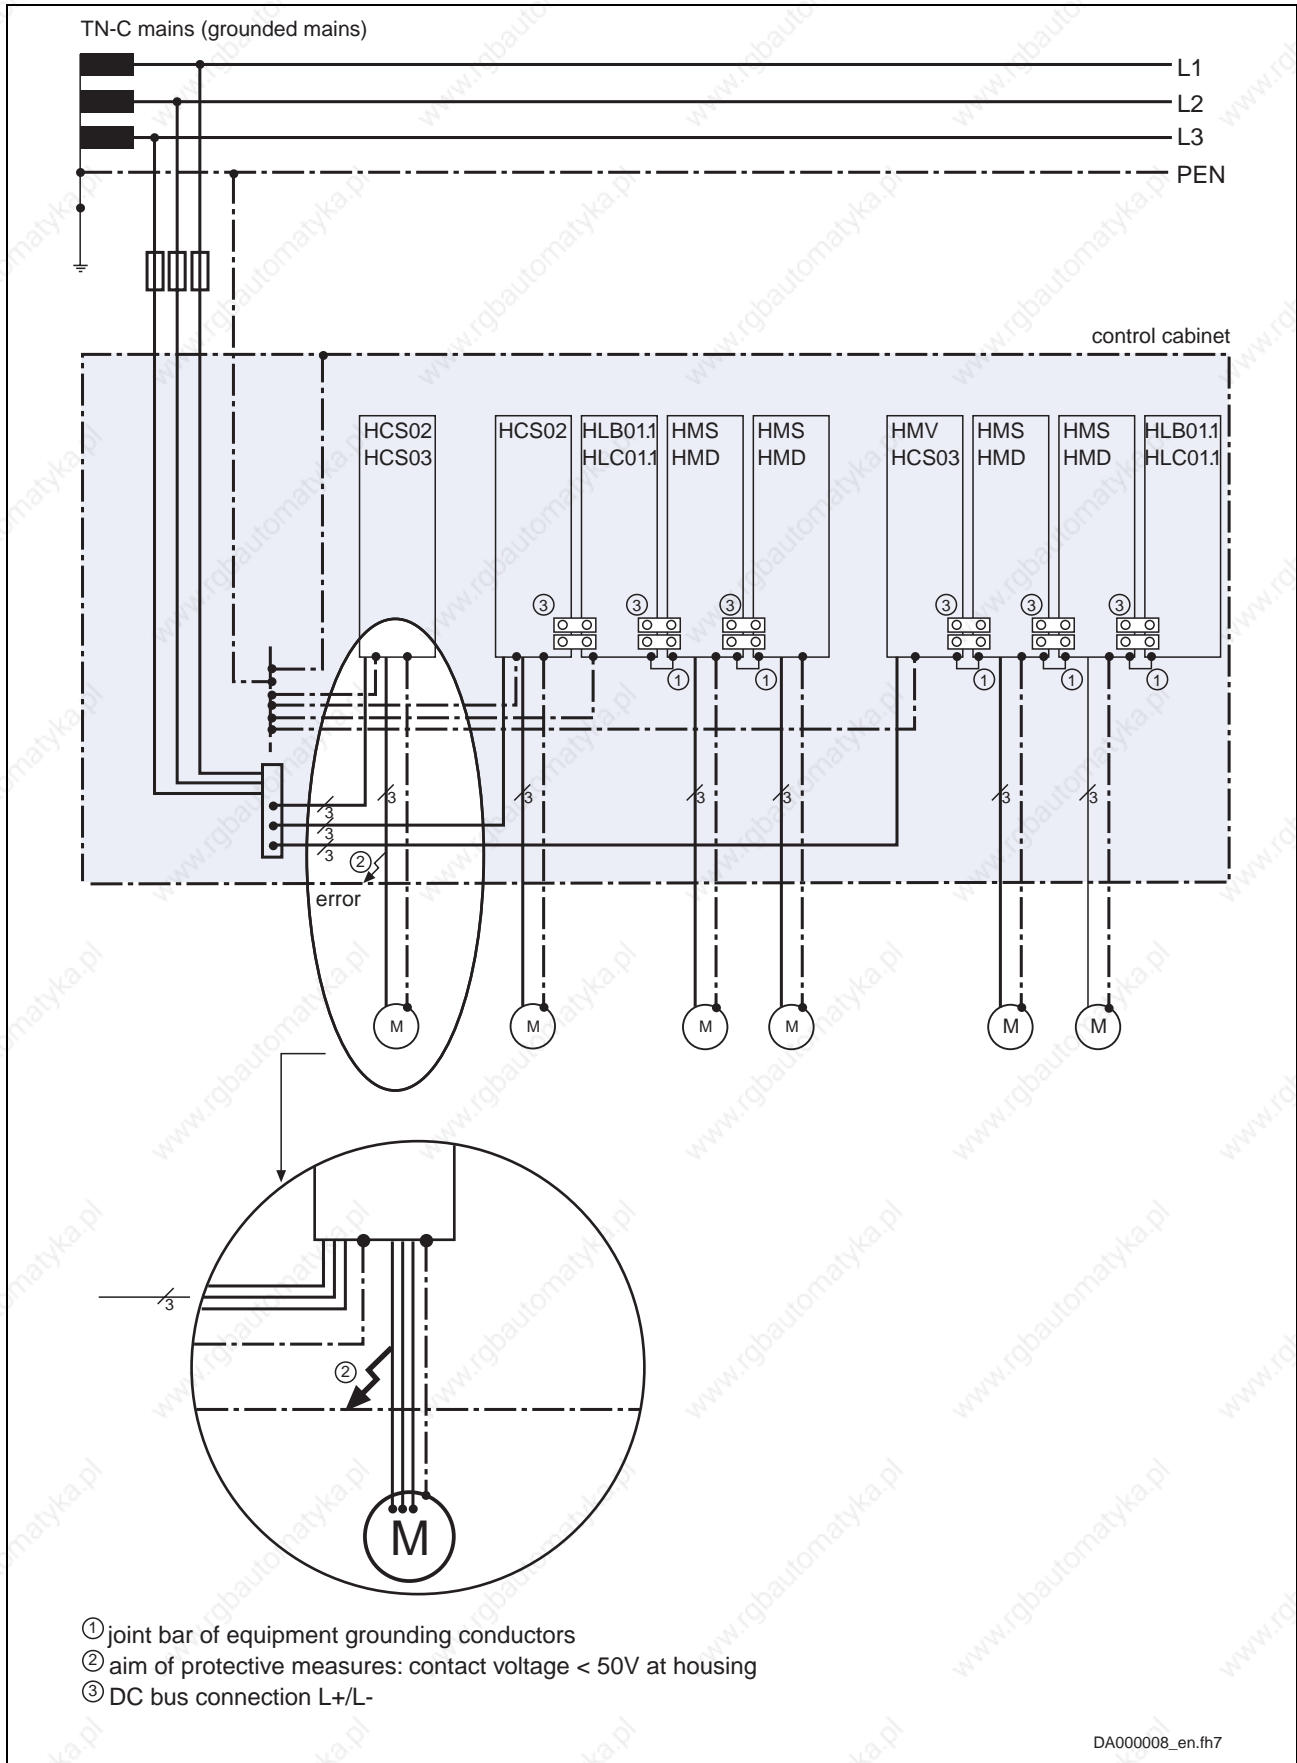 TN-C mains (grounded mains)
L1
L2
L3
PEN
control cabinet
HCS02
HCS03
HCS02
HLB01.1
HLC01.1
HMS
HMD
HMS
HMD
HMV
HCS03
HMS
HMD
HMS
HMD
HLB01.1
HLC01.1
3 3 3 3 3 3
1 1 1 1 1
3 3 3 3 3 3
3
3
3
2
error
M M M M M M
3
2
M
1 joint bar of equipment grounding conductors
2 aim of protective measures: contact voltage < 50V at housing
3 DC bus connection L+/L-
DA000008_en.fh7
www.rgbautomatyka.pl